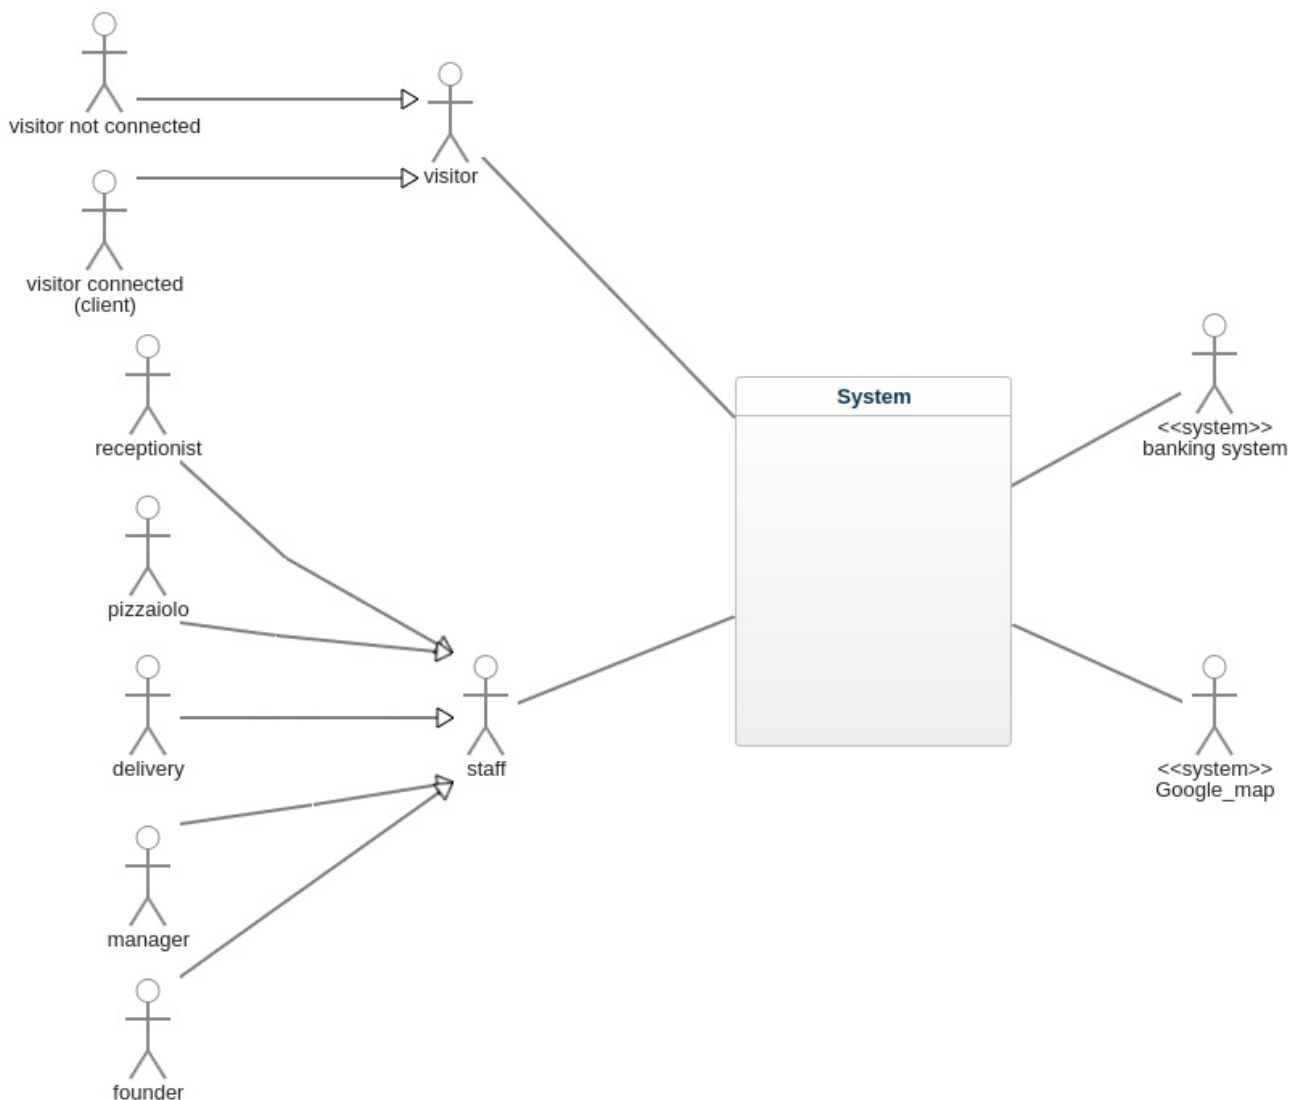 visitor not connected
visitor
visitor connected
(client)
receptionist
System
<<system>>
banking system
pizzaiolo
delivery
staff
<<system>>
Google_map
manager
founder